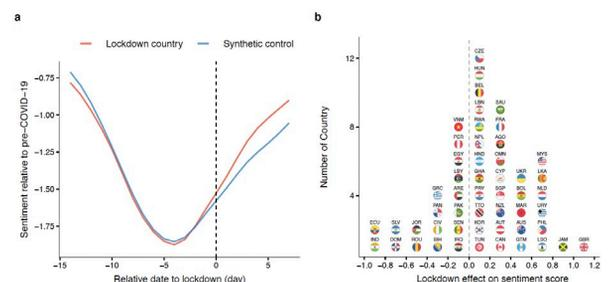 a
Lockdown country
Synthetic control
Sentiment relative to pre-COVID-19
−0.75
−1.00
−1.25
−1.50
−1.75
−15 −10 −5 0 5
Relative date to lockdown (day)
b
Number of Country
12
8
4
CZE
HUN
BEL
LBN SAU
VNM RWA FRA
PER NPL AGO
EGY HND OMN MYS
LBY GHA CYP UKR LKA
GRC ARE PRY SGP BOL NLD
PAN PAK TTO NZL MAR URY
ECU SLV JOR CIV SEN KOR AUT AUS PHL
IND DOM ROU BIH IRQ TUN CAN GTM LSO JAM GBR
−1.0 −0.8 −0.6 −0.4 −0.2 0.0 0.2 0.4 0.6 0.8 1.0 1.2
Lockdown effect on sentiment score